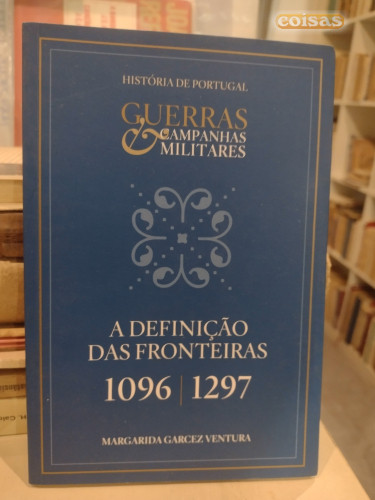 coisas
HISTÓRIA DE PORTUGAL
GUERRAS
& CAMPANHAS
MILITARES
A DEFINIÇÃO
DAS FRONTEIRAS
1096 | 1297
MARGARIDA GARCEZ VENTURA